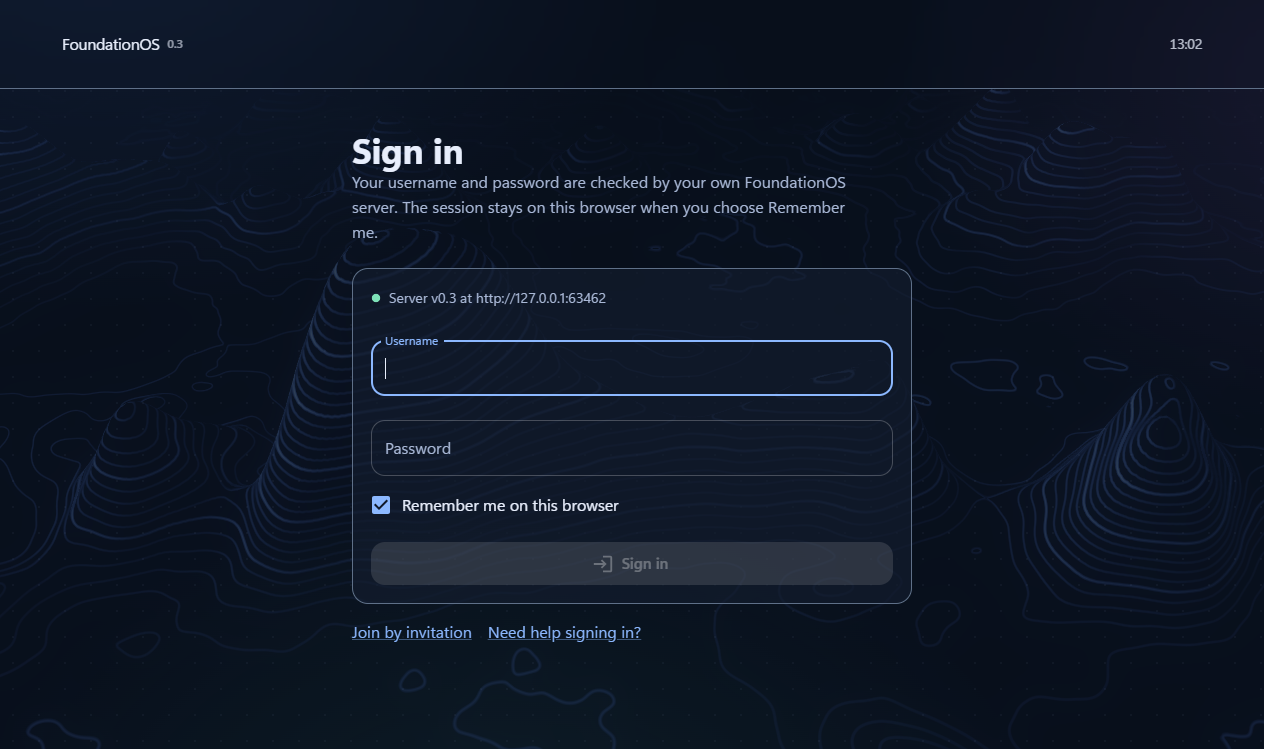 FoundationOS 0.3
13:02
Sign in
Your username and password are checked by your own FoundationOS
server. The session stays on this browser when you choose Remember
me.
Server v0.3 at http://127.0.0.1:63462
Username
Password
Remember me on this browser
Sign in
Join by invitation Need help signing in?